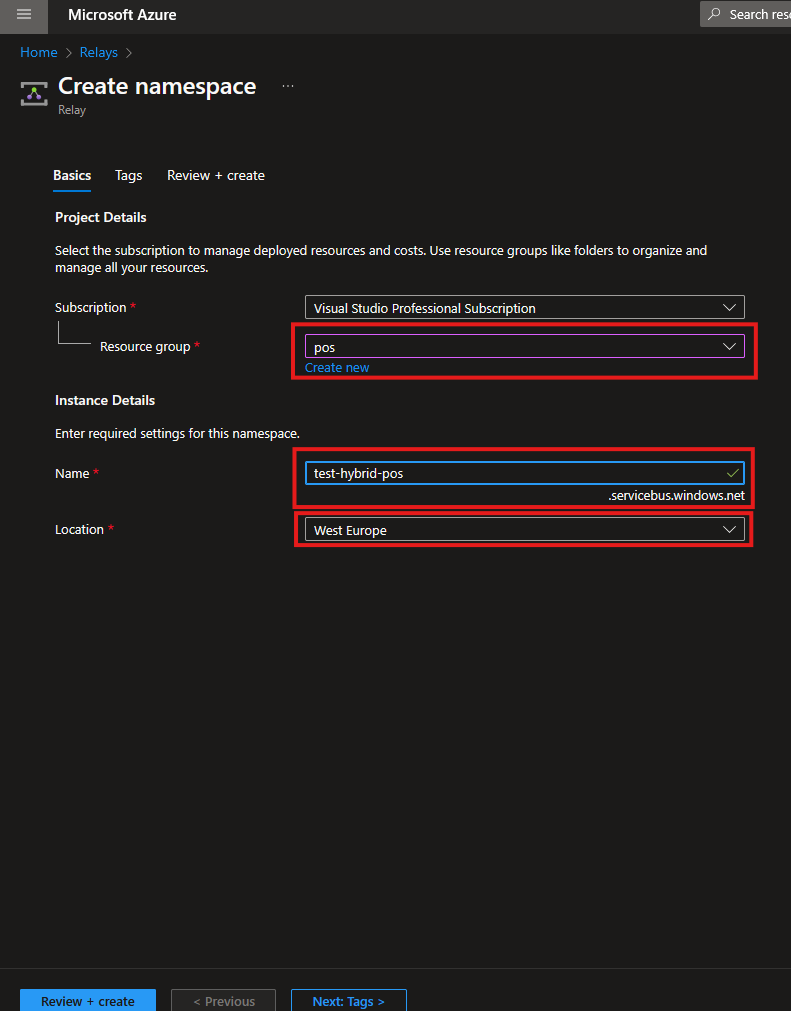 Microsoft Azure
Search res
Home > Relays >
Create namespace ...
Relay
Basics Tags Review + create
Project Details
Select the subscription to manage deployed resources and costs. Use resource groups like folders to organize and
manage all your resources.
Subscription *
Visual Studio Professional Subscription
Resource group *
pos
Create new
Instance Details
Enter required settings for this namespace.
Name *
test-hybrid-pos
.servicebus.windows.net
Location *
West Europe
Review + create
< Previous
Next: Tags >